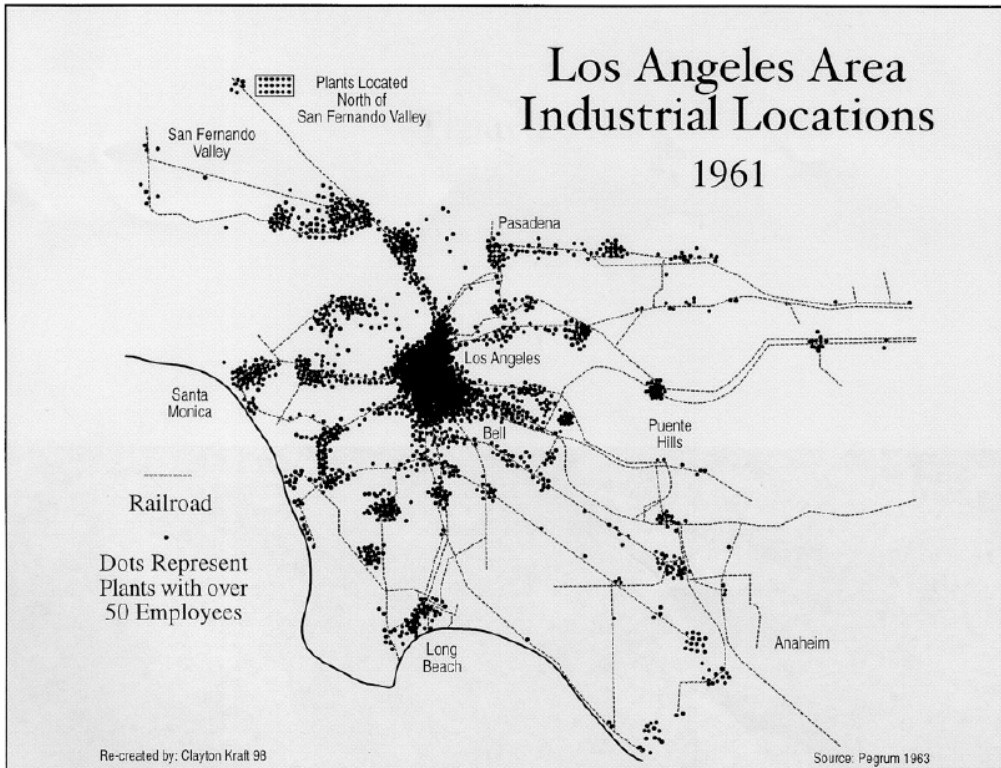 Los Angeles Area
Industrial Locations
1961
Plants Located
North of
San Fernando Valley
San Fernando
Valley
Pasadena
Los Angeles
Santa
Monica
Bell
Puente
Hills
Railroad
Dots Represent
Plants with over
50 Employees
Long
Beach
Anaheim
Re-created by: Clayton Kraft 98
Source: Pegrum 1963